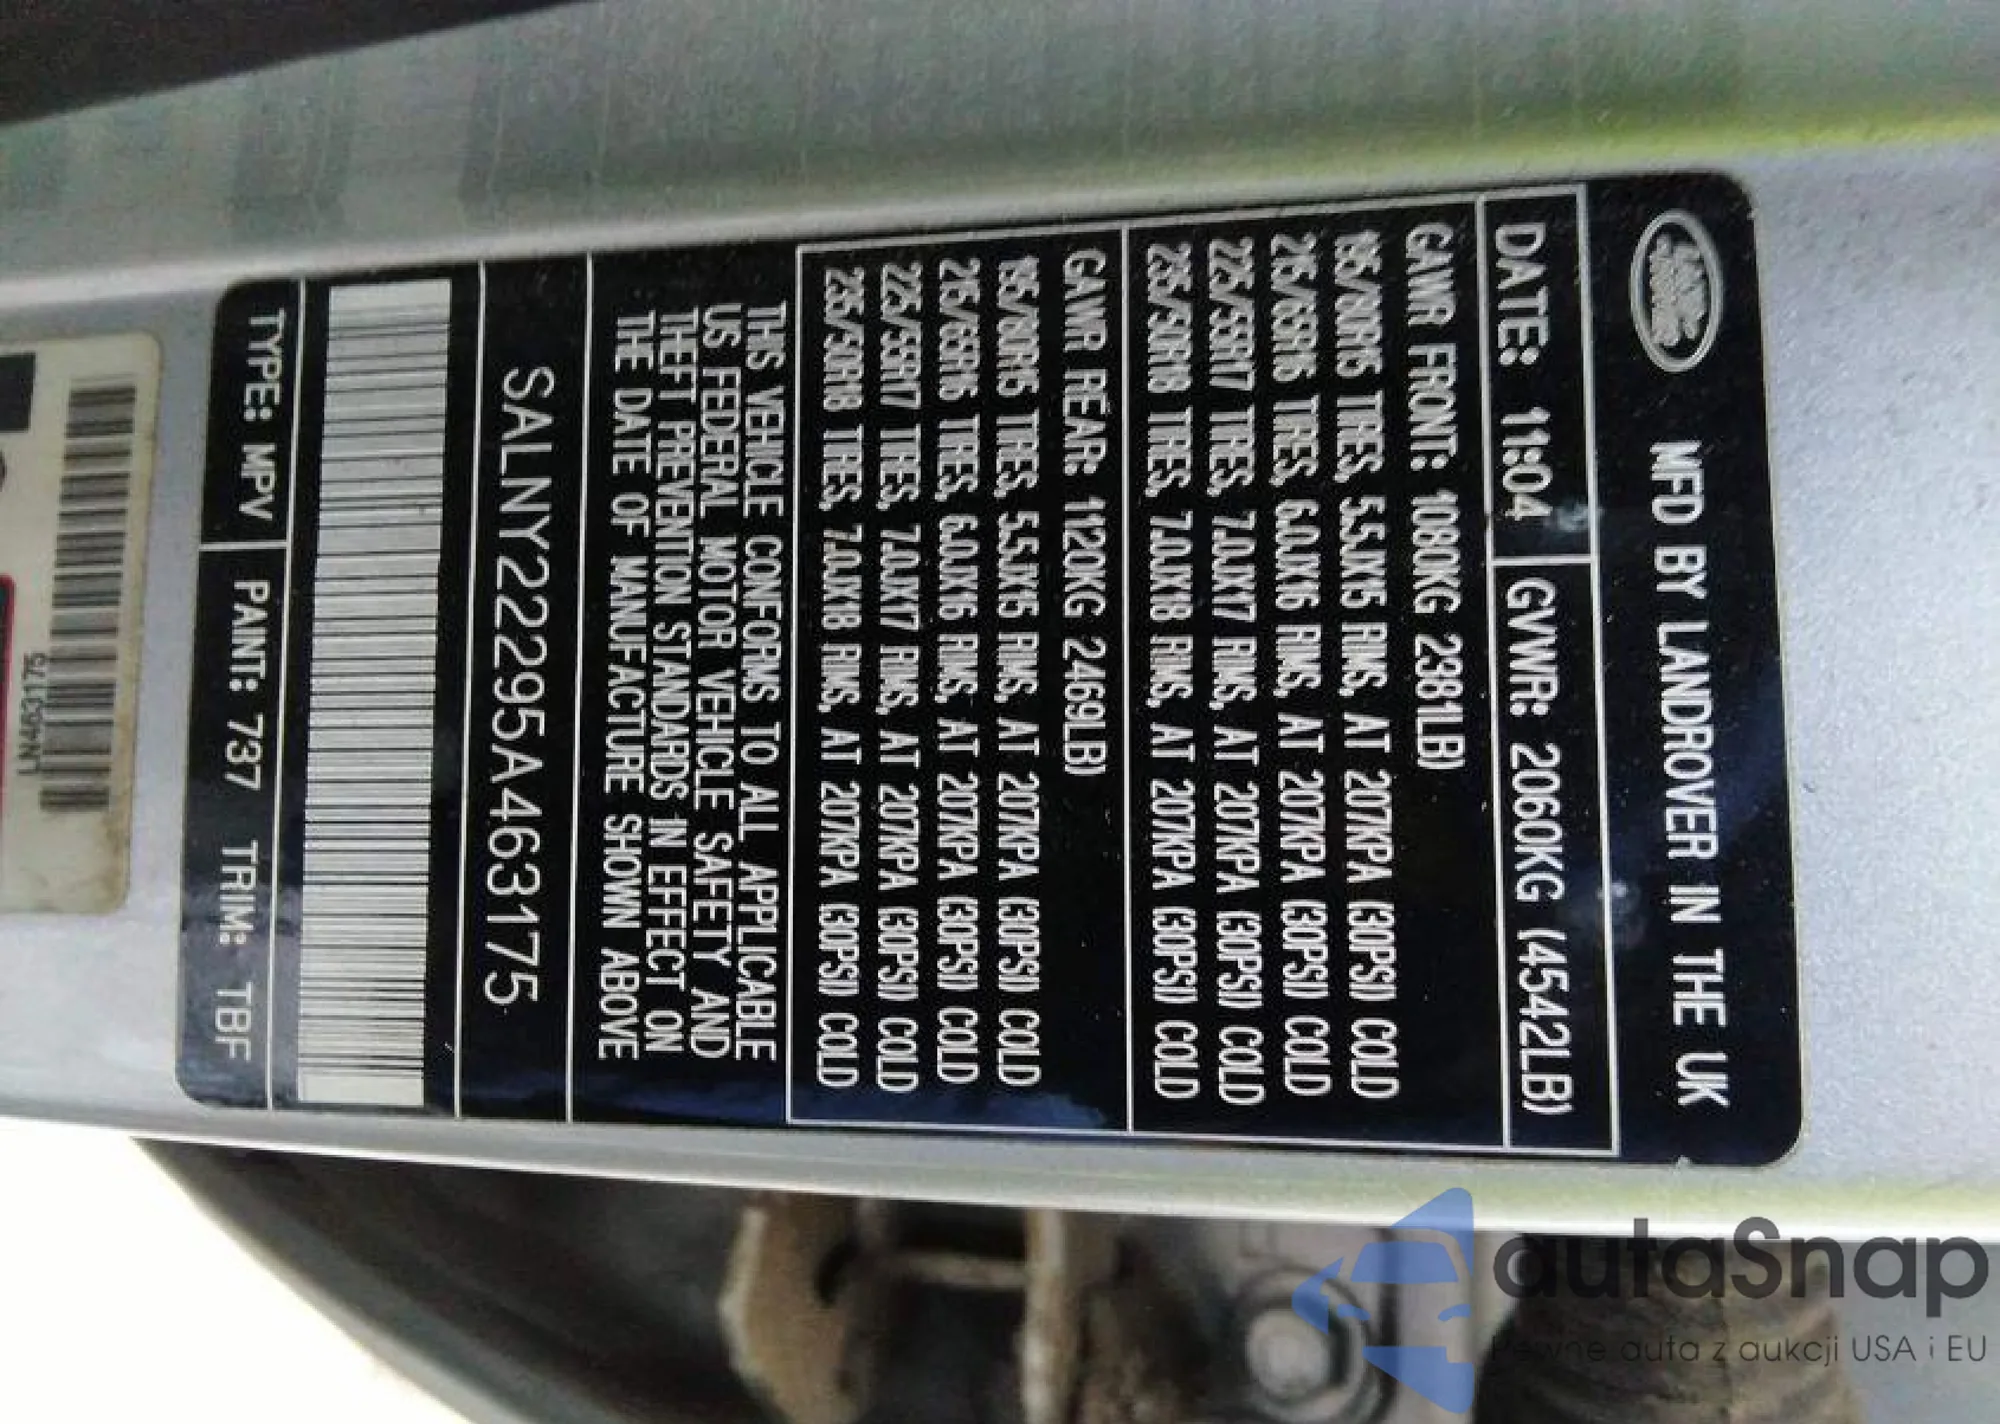 LAND ROVER
MFD BY LANDROVER IN THE UK
DATE: 11:04 GVWR: 2060KG (4542LB)
GAWR FRONT: 1080KG 2381LB)
195/80R15 TIRES, 5.5JX15 RIMS, AT 207KPA (30PSI) COLD
215/65R16 TIRES, 6.0JX16 RIMS, AT 207KPA (30PSI) COLD
225/55R17 TIRES, 7.0JX17 RIMS, AT 207KPA (30PSI) COLD
235/50R18 TIRES, 7.0JX18 RIMS, AT 207KPA (30PSI) COLD
GAWR REAR: 1120KG 2469LB)
195/80R15 TIRES, 5.5JX15 RIMS, AT 207KPA (30PSI) COLD
215/65R16 TIRES, 6.0JX16 RIMS, AT 207KPA (30PSI) COLD
225/55R17 TIRES, 7.0JX17 RIMS, AT 207KPA (30PSI) COLD
235/50R18 TIRES, 7.0JX18 RIMS, AT 207KPA (30PSI) COLD
THIS VEHICLE CONFORMS TO ALL APPLICABLE
US FEDERAL MOTOR VEHICLE SAFETY AND
THEFT PREVENTION STANDARDS IN EFFECT ON
THE DATE OF MANUFACTURE SHOWN ABOVE
SALNY22295A463175
TYPE: MPV PAINT: 737 TRIM: TBF
LN463175
autaSnap
Pewne auta z aukcji USA i EU